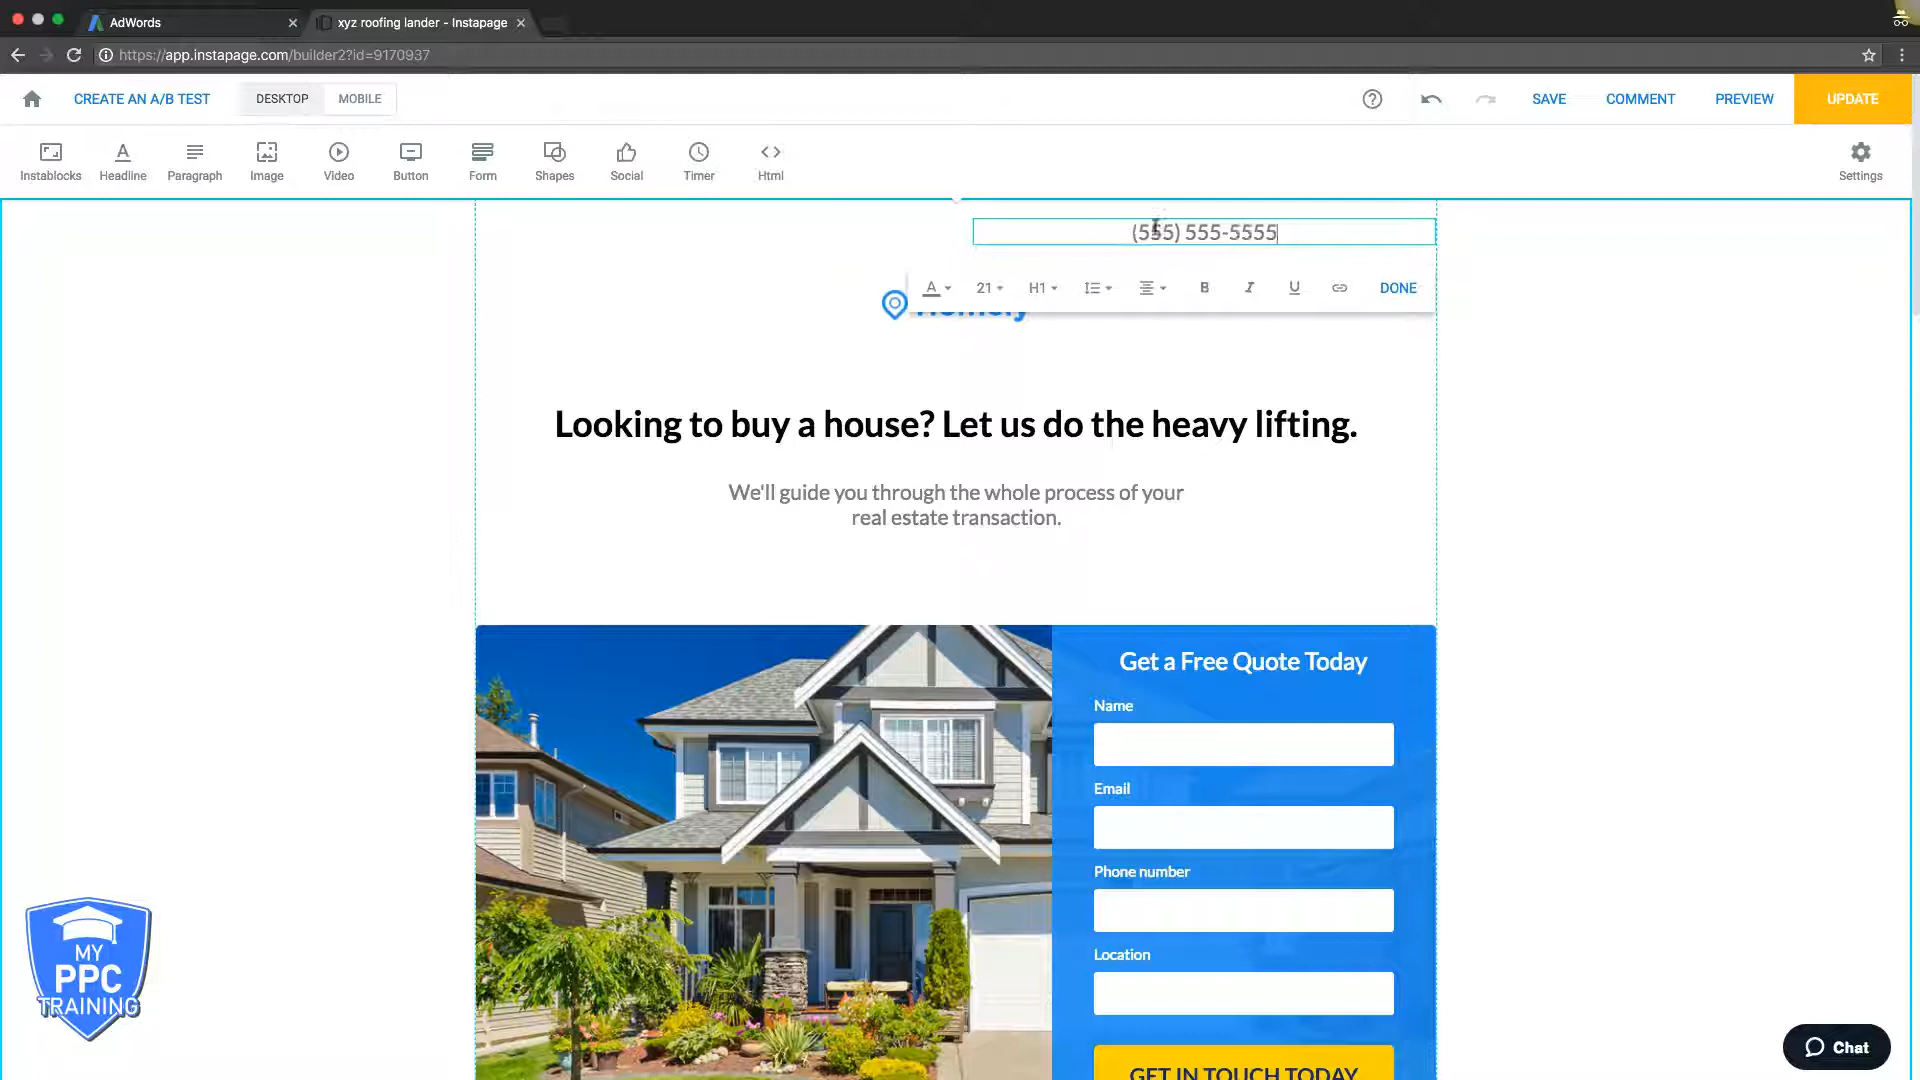 AdWords
xyz roofing lander - Instapage
https://app.instapage.com/builder2?id=9170937
CREATE AN A/B TEST
DESKTOP
MOBILE
SAVE
COMMENT
PREVIEW
UPDATE
Instablocks
Headline
Paragraph
Image
Video
Button
Form
Shapes
Social
Timer
Html
Settings
(555) 555-5555
A
21
H1
B
I
U
DONE
Looking to buy a house? Let us do the heavy lifting.
We'll guide you through the whole process of your
real estate transaction.
Get a Free Quote Today
Name
Email
Phone number
Location
GET IN TOUCH TODAY
MY
PPC
TRAINING
Chat